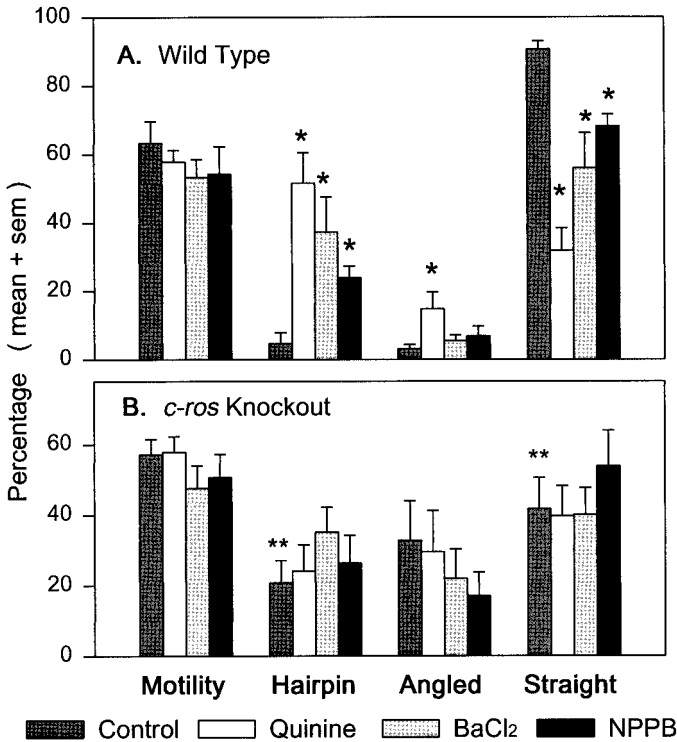 100
A. Wild Type
80
60
40
20
0
* * * * * * *
Percentage ( mean + sem )
B. c-ros Knockout
60
40
20
0
** **
Motility Hairpin Angled Straight
Control Quinine BaCl2 NPPB